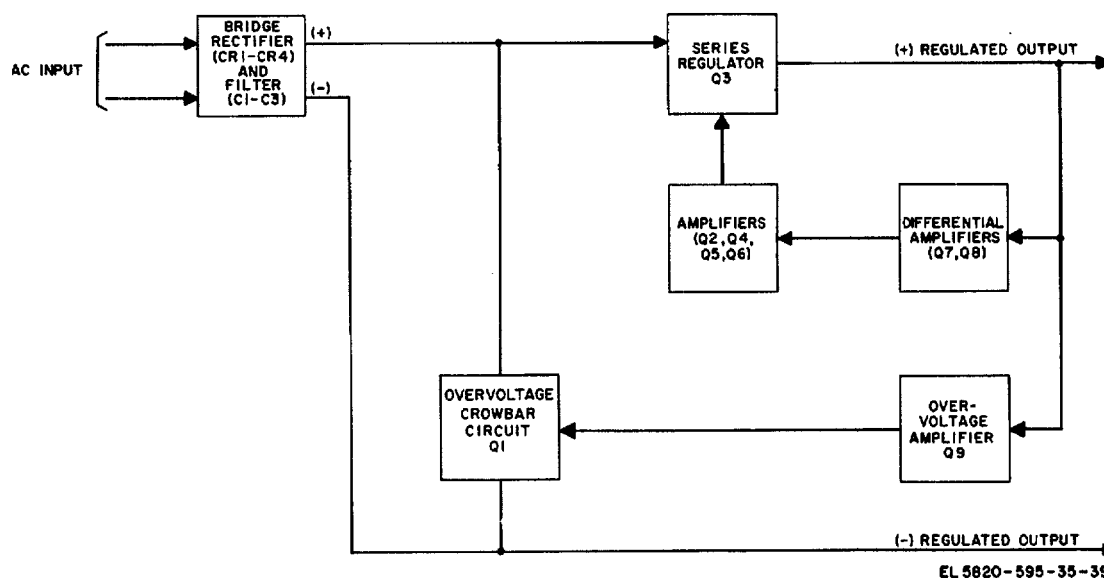 BRIDGE
RECTIFIER
(CR1-CR4)
AND
FILTER
(C1-C3)
AC INPUT
(+)
(-)
SERIES
REGULATOR
Q3
(+) REGULATED OUTPUT
AMPLIFIERS
(Q2,Q4,
Q5,Q6)
DIFFERENTIAL
AMPLIFIERS
(Q7,Q8)
OVERVOLTAGE
CROWBAR
CIRCUIT
Q1
OVER-
VOLTAGE
AMPLIFIER
Q9
(-) REGULATED OUTPUT
EL 5820-595-35-39